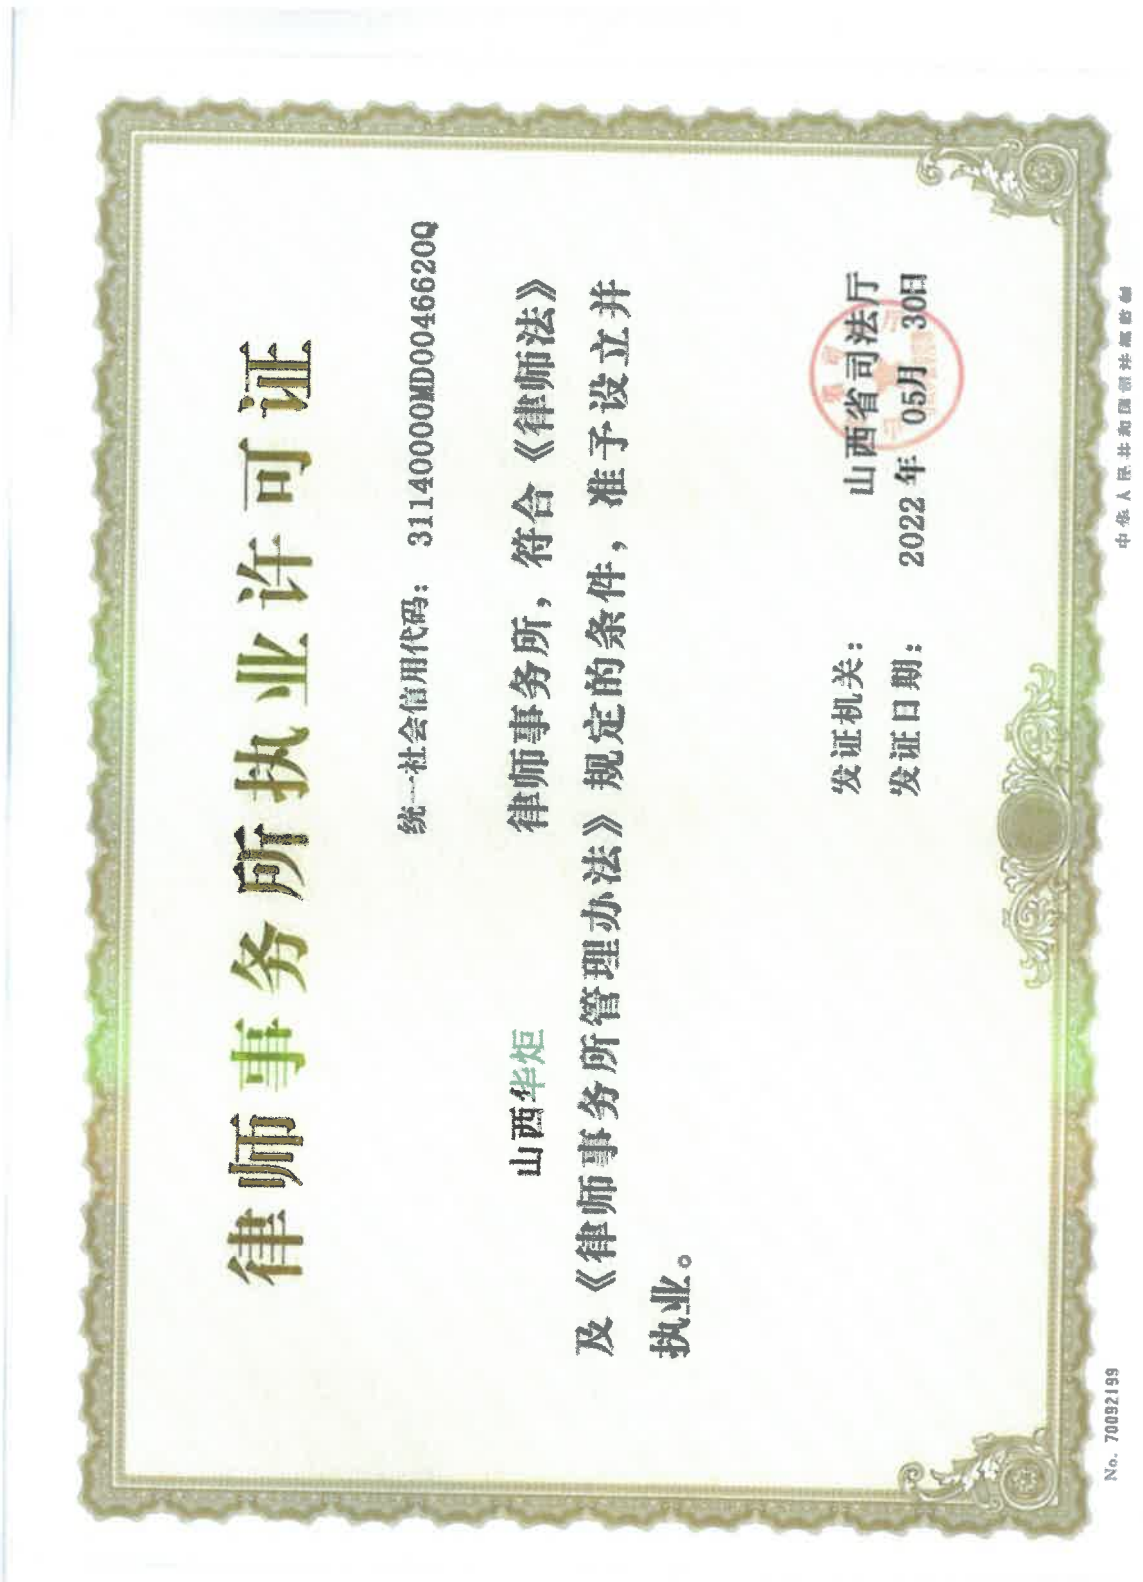 律师事务所执业许可证
统一社会信用代码： 31140000MD0046620Q
山西华炬 律师事务所，符合《律师法》
及《律师事务所管理办法》规定的条件，准予设立并
执业。
发证机关： 山西省司法厅
发证日期： 2022 年 05月 30日
No. 70092199
中华人民共和国司法部监制